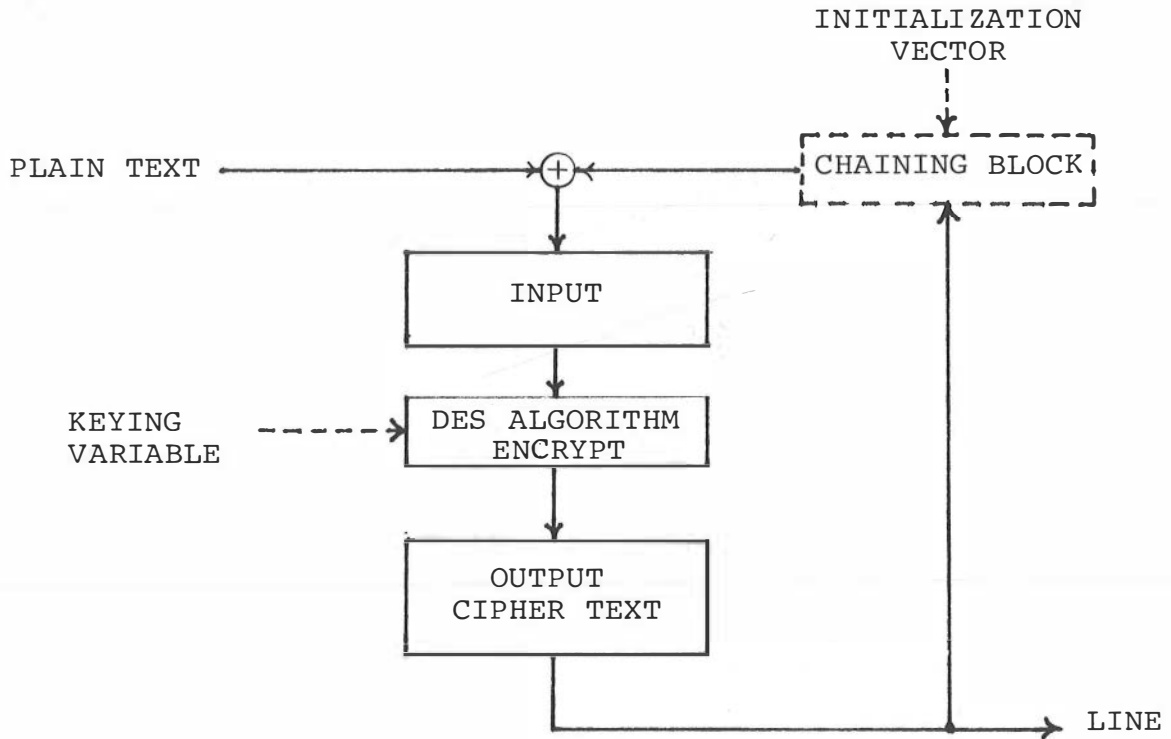 INITIALIZATION
VECTOR
PLAIN TEXT
+
CHAINING BLOCK
INPUT
KEYING
VARIABLE
DES ALGORITHM
ENCRYPT
OUTPUT
CIPHER TEXT
LINE